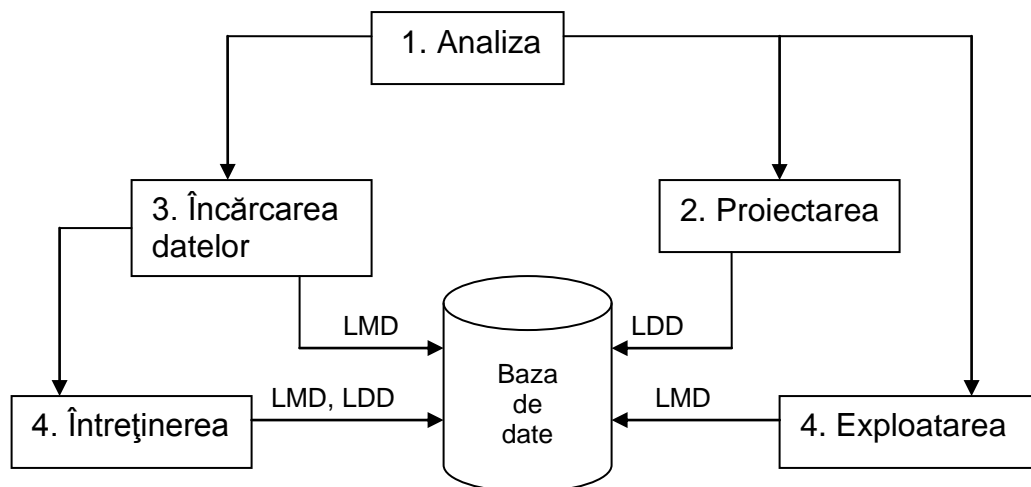 1. Analiza
3. Încărcarea
datelor
2. Proiectarea
LMD
LDD
Baza
de
date
4. Întreţinerea
LMD, LDD
LMD
4. Exploatarea